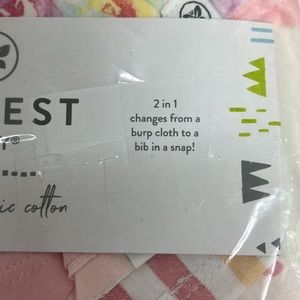 EST
®
2 in 1
changes from a
burp cloth to a
bib in a snap!
ic cotton